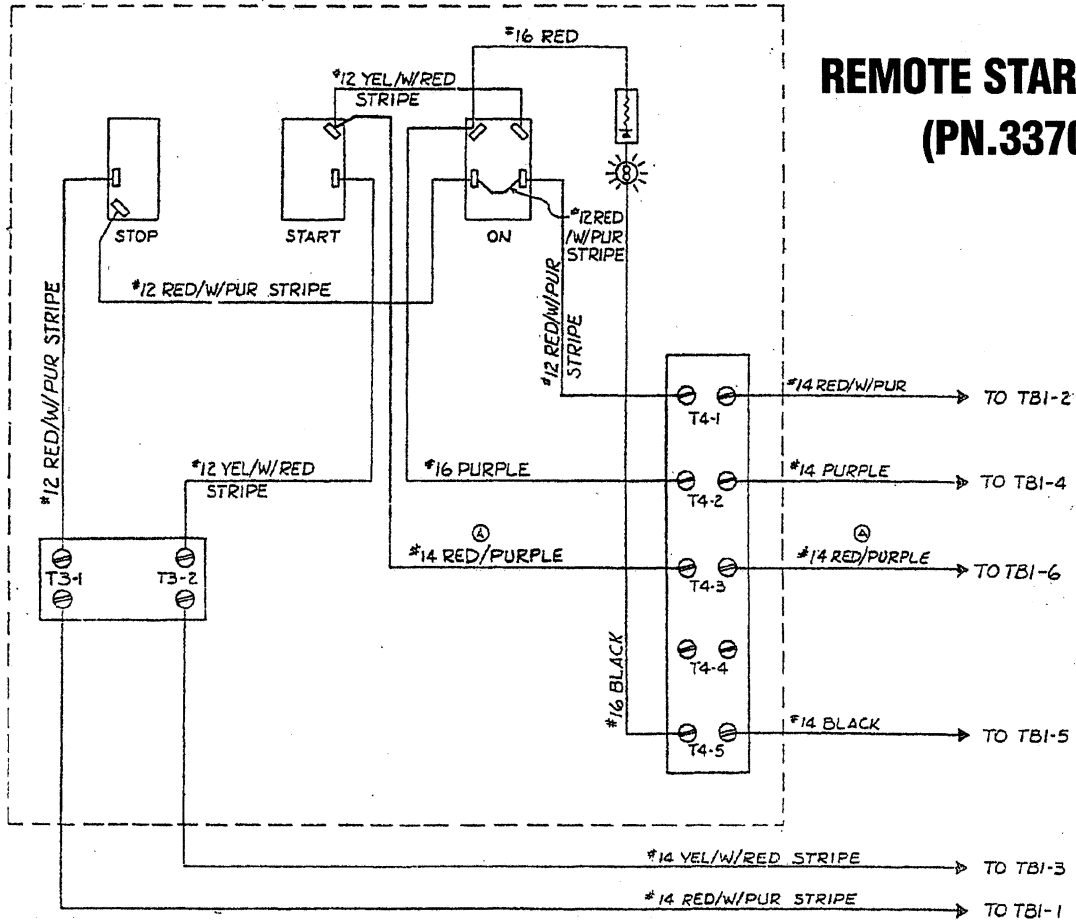 REMOTE STAR
(PN.3370
#16 RED
#12 YEL/W/RED
STRIPE
STOP
START
ON
#12 RED
/W/PUR
STRIPE
#12 RED/W/PUR STRIPE
#12 RED/W/PUR STRIPE
#12 RED/W/PUR
STRIPE
T4-1
#14 RED/W/PUR
TO TB1-2
#12 YEL/W/RED
STRIPE
#16 PURPLE
T4-2
#14 PURPLE
TO TB1-4
#14 RED/PURPLE
T4-3
#14 RED/PURPLE
TO TB1-6
T3-1
T3-2
T4-4
#16 BLACK
T4-5
#14 BLACK
TO TB1-5
#14 YEL/W/RED STRIPE
TO TB1-3
#14 RED/W/PUR STRIPE
TO TB1-1